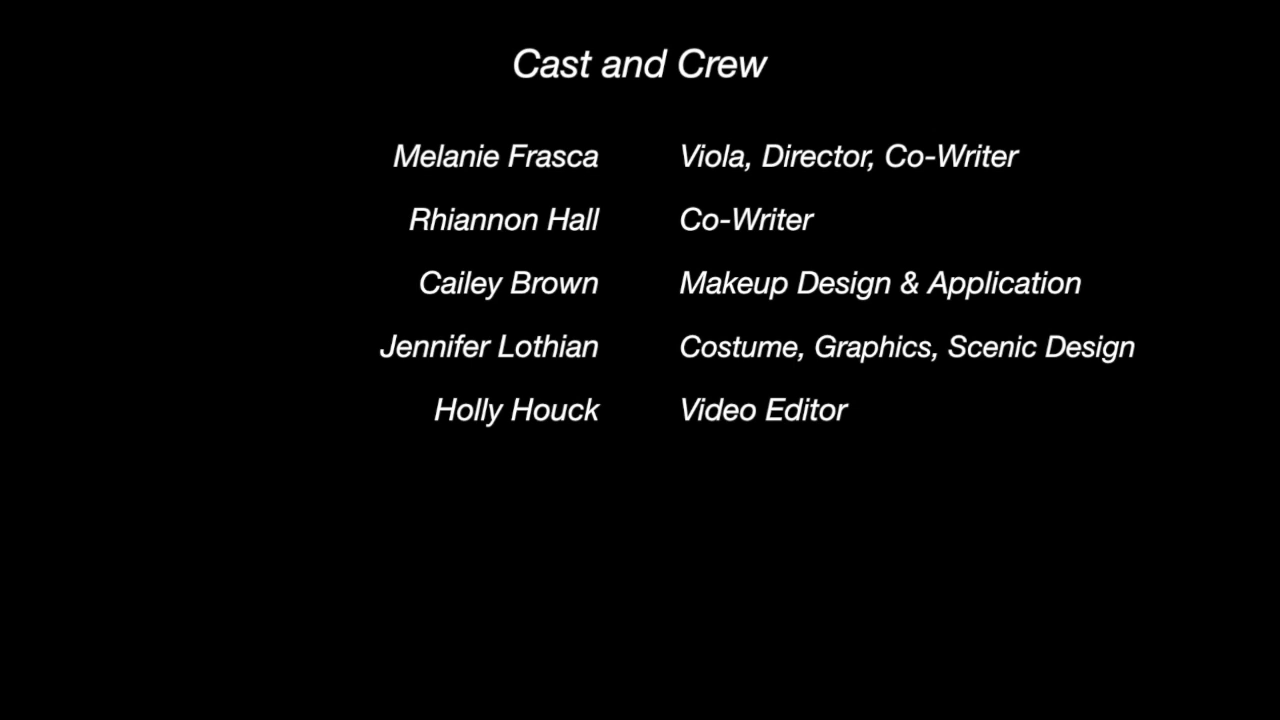 Cast and Crew
Melanie Frasca Viola, Director, Co-Writer
Rhiannon Hall Co-Writer
Cailey Brown Makeup Design & Application
Jennifer Lothian Costume, Graphics, Scenic Design
Holly Houck Video Editor